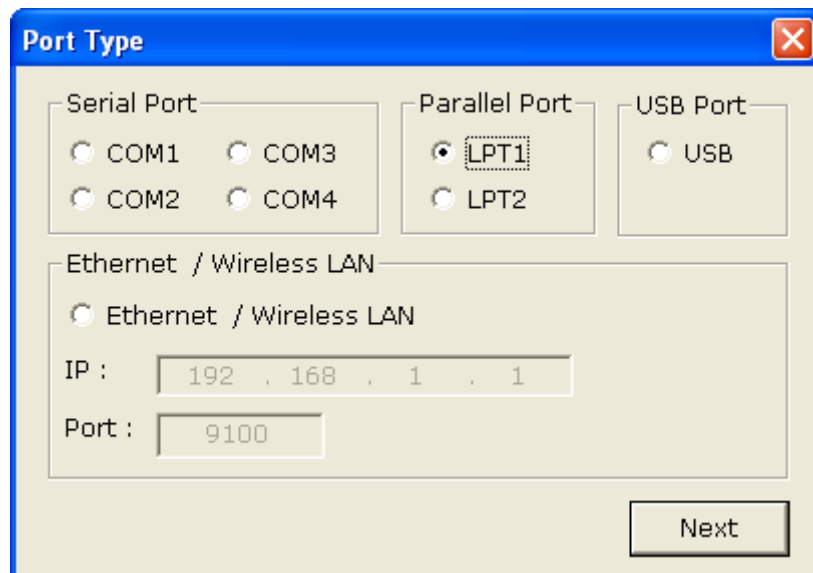 Port Type
Serial Port
COM1 COM3
COM2 COM4
Parallel Port
LPT1
LPT2
USB Port
USB
Ethernet / Wireless LAN
Ethernet / Wireless LAN
IP : 192 . 168 . 1 . 1
Port : 9100
Next